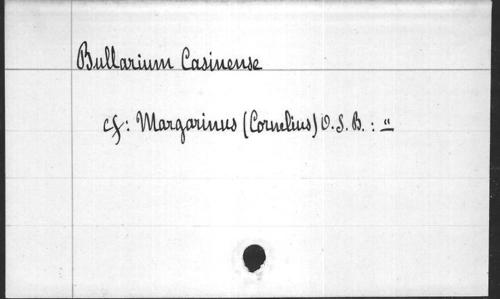 Bullarium Casinense
cf: Margarinus (Cornelius) O.S.B. : "